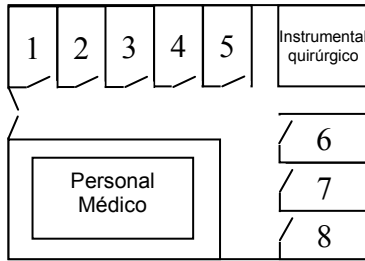 1 2 3 4 5
Instrumental
quirúrgico
6
7
8
Personal
Médico